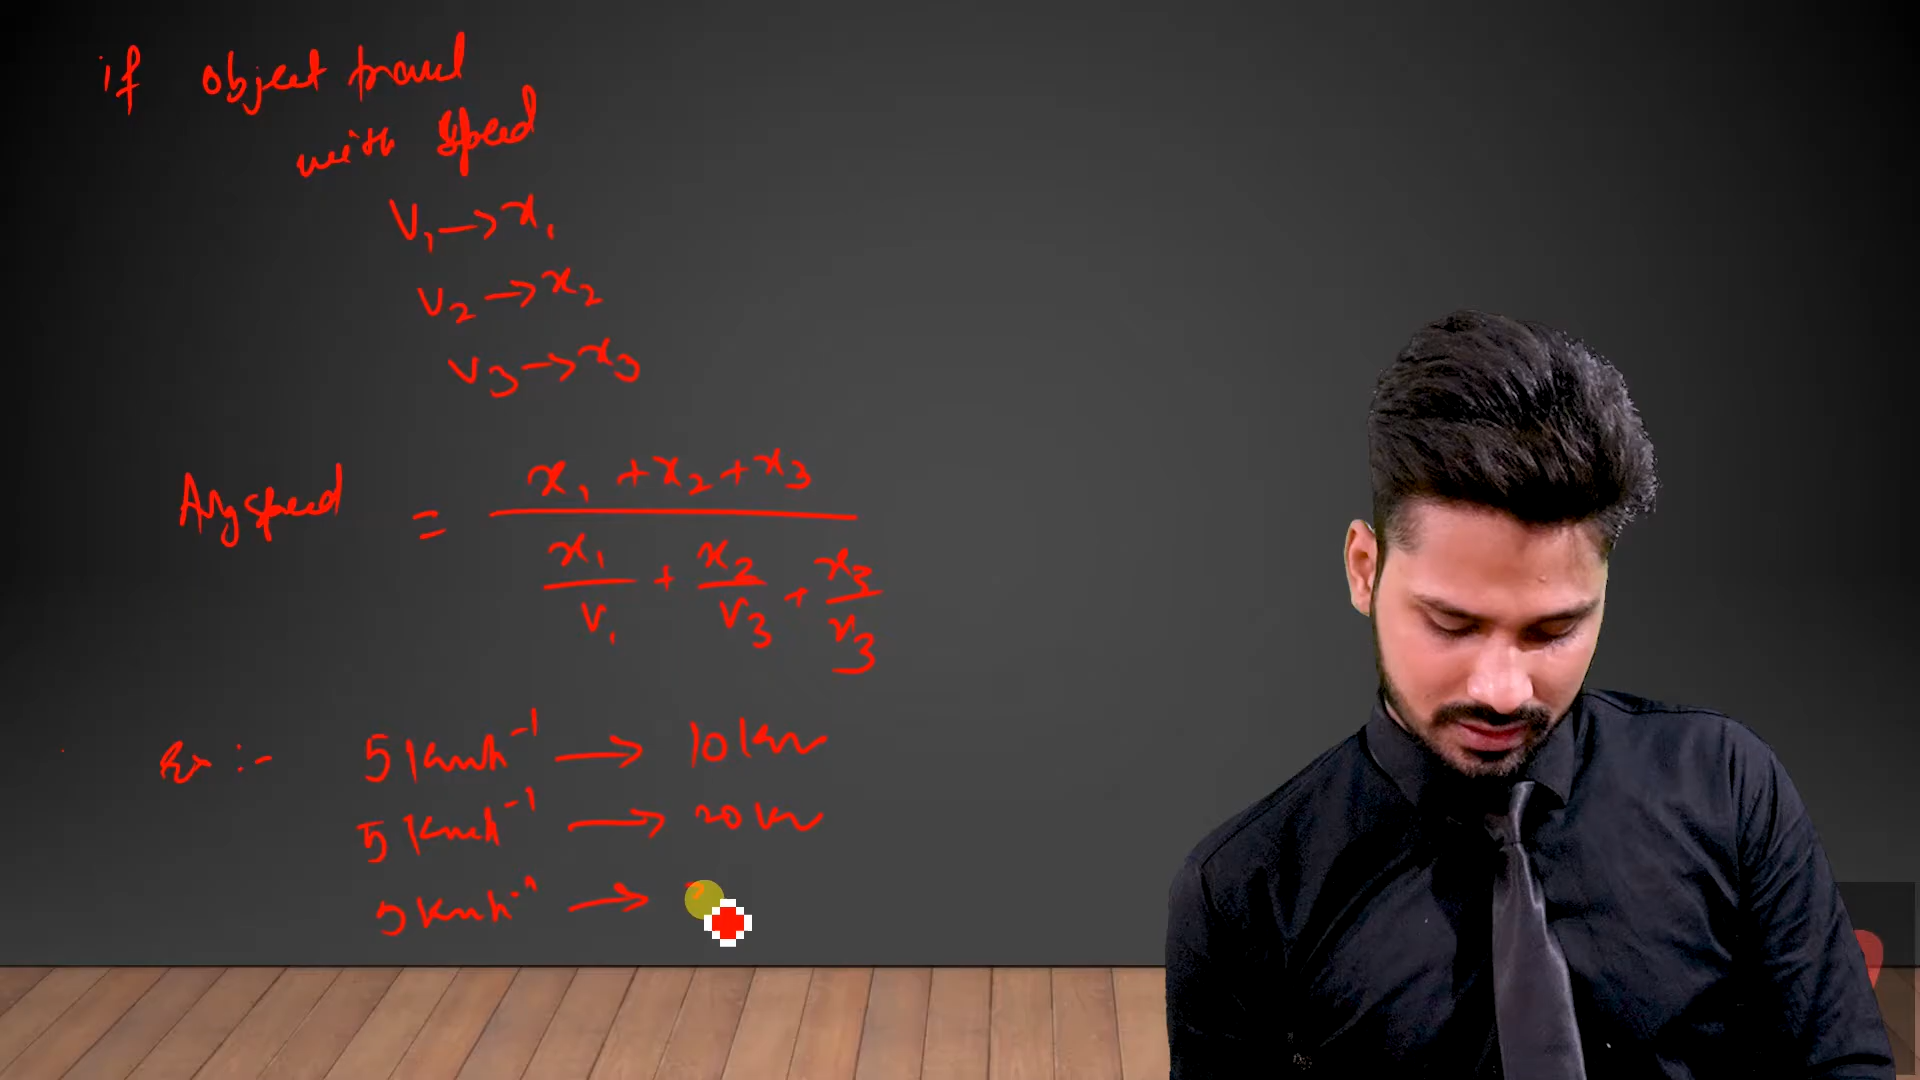 if object travel
with speed
V₁ → x₁
V₂ → x₂
V₃ → x₃
Avg speed = (x₁ + x₂ + x₃) / (x₁/V₁ + x₂/V₃ + x₃/V₃)
Ex :- 5 Kmh⁻¹ → 10 Km
5 Kmh⁻¹ → 20 Km
5 Kmh⁻¹ →